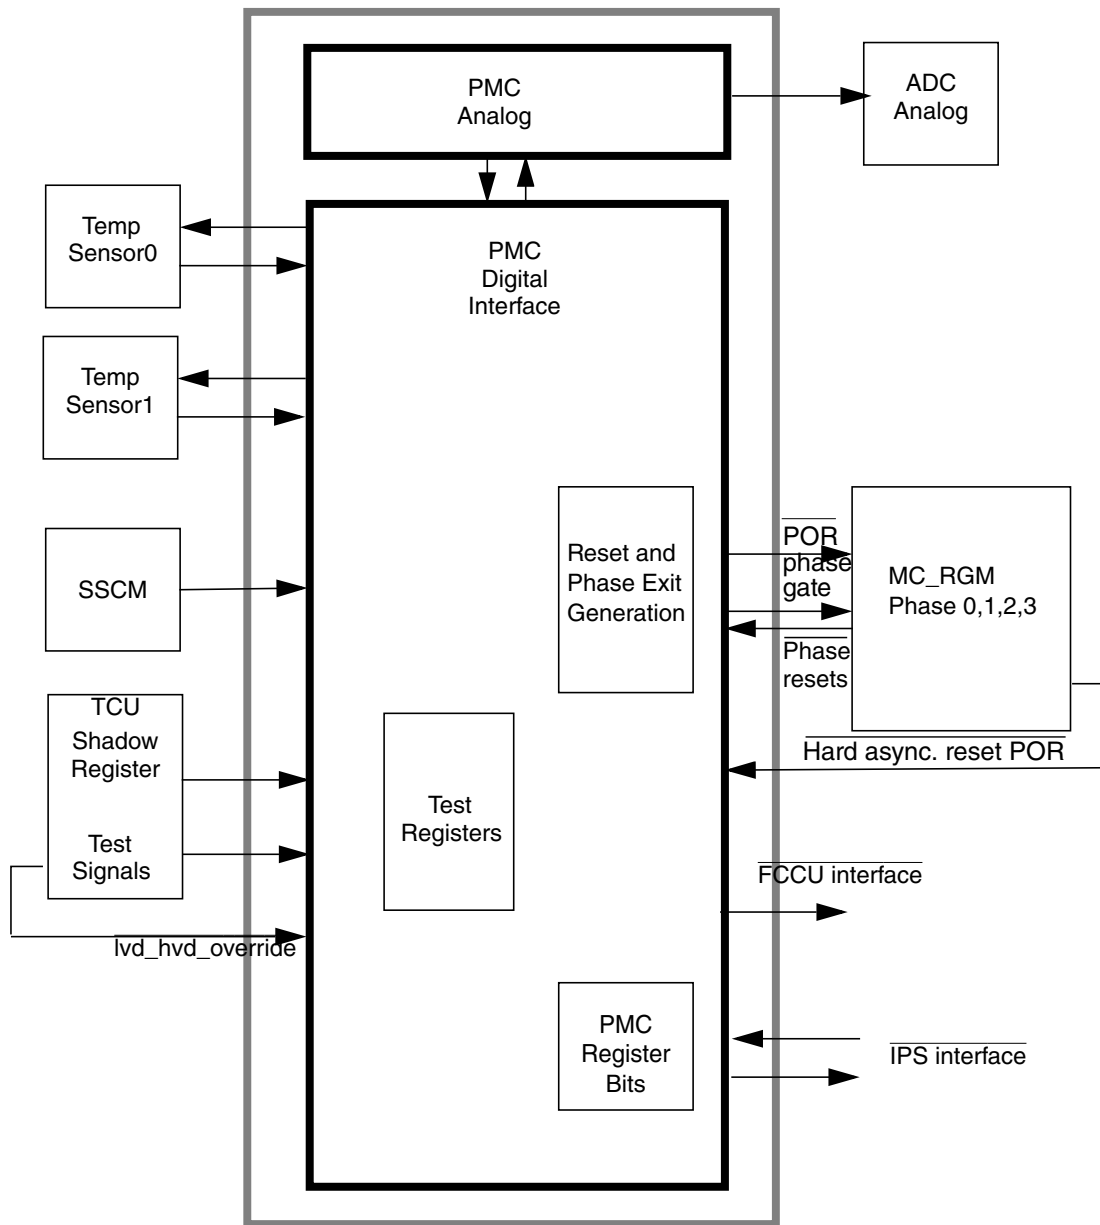 PMC
Analog
ADC
Analog
Temp
Sensor0
PMC
Digital
Interface
Temp
Sensor1
SSCM
Reset and
Phase Exit
Generation
POR
phase
gate
MC_RGM
Phase 0,1,2,3
Phase
resets
Hard async. reset POR
TCU
Shadow
Register
Test
Signals
lvd_hvd_override
Test
Registers
FCCU interface
PMC
Register
Bits
IPS interface